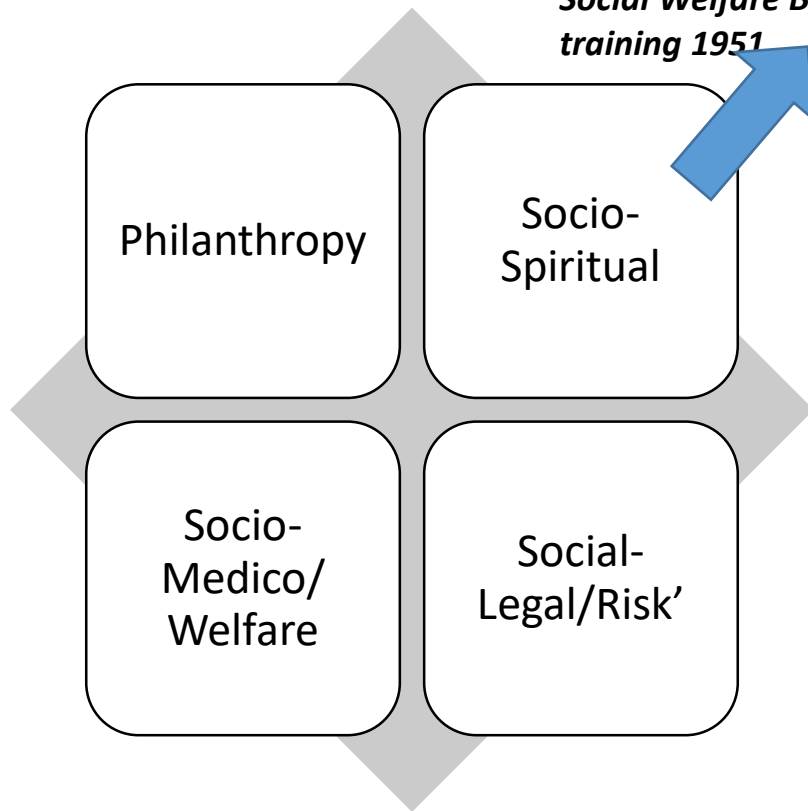 Social Welfare B
training 1951
Philanthropy
Socio-
Spiritual
Socio-
Medico/
Welfare
Social-
Legal/Risk’